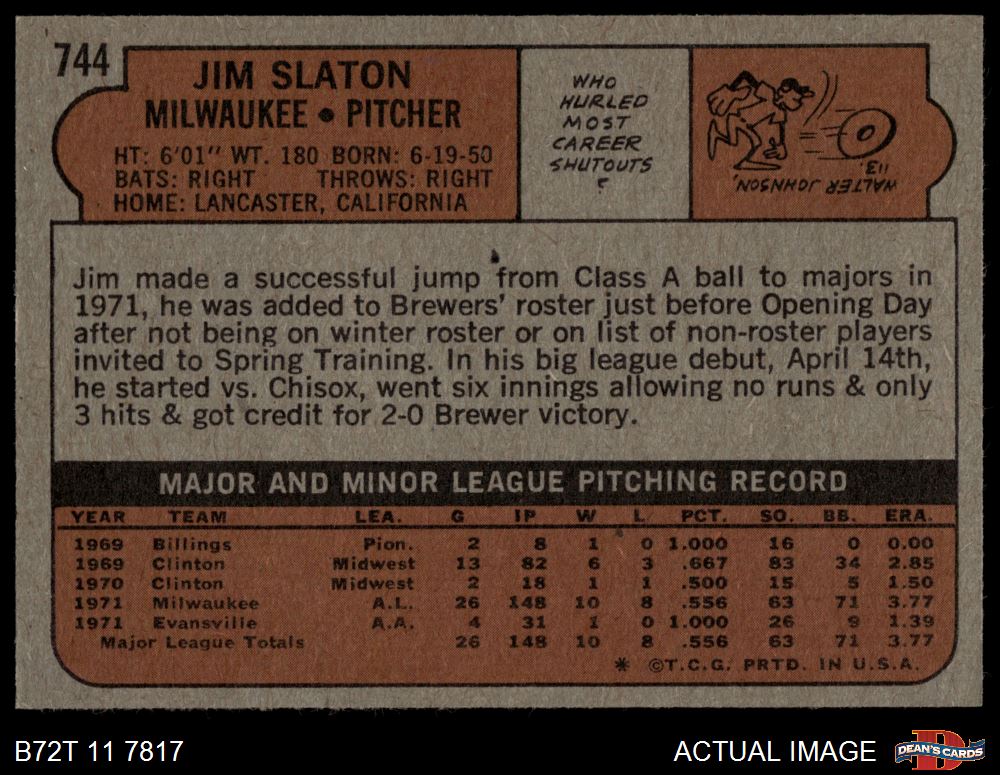 744
JIM SLATON
MILWAUKEE • PITCHER
HT: 6'01" WT. 180 BORN: 6-19-50
BATS: RIGHT THROWS: RIGHT
HOME: LANCASTER, CALIFORNIA
WHO
HURLED
MOST
CAREER
SHUTOUTS
?
WALTER JOHNSON,
113
Jim made a successful jump from Class A ball to majors in
1971, he was added to Brewers' roster just before Opening Day
after not being on winter roster or on list of non-roster players
invited to Spring Training. In his big league debut, April 14th,
he started vs. Chisox, went six innings allowing no runs & only
3 hits & got credit for 2-0 Brewer victory.
MAJOR AND MINOR LEAGUE PITCHING RECORD
YEAR TEAM LEA. G IP W L PCT. SO. BB. ERA.
1969 Billings Pion. 2 8 1 0 1.000 16 0 0.00
1969 Clinton Midwest 13 82 6 3 .667 83 34 2.85
1970 Clinton Midwest 2 18 1 1 .500 15 5 1.50
1971 Milwaukee A.L. 26 148 10 8 .556 63 71 3.77
1971 Evansville A.A. 4 31 1 0 1.000 26 9 1.39
Major League Totals 26 148 10 8 .556 63 71 3.77
* ©T.C.G. PRTD. IN U.S.A.
B72T 11 7817
ACTUAL IMAGE
DEAN'S CARDS